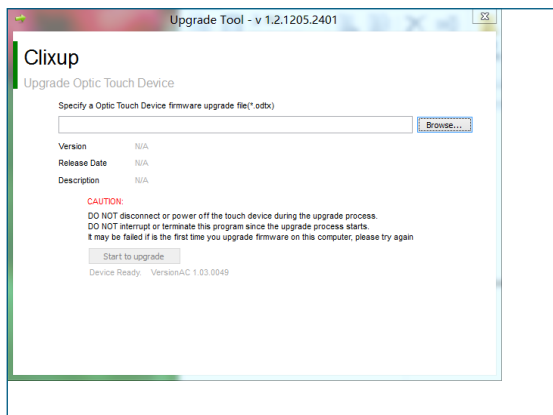 Upgrade Tool - v 1.2.1205.2401
Clixup
Upgrade Optic Touch Device
Specify a Optic Touch Device firmware upgrade file(*.odtx)
Browse...
Version N/A
Release Date N/A
Description N/A
CAUTION:
DO NOT disconnect or power off the touch device during the upgrade process.
DO NOT interrupt or terminate this program since the upgrade process starts.
It may be failed if is the first time you upgrade firmware on this computer, please try again
Start to upgrade
Device Ready. VersionAC 1.03.0049